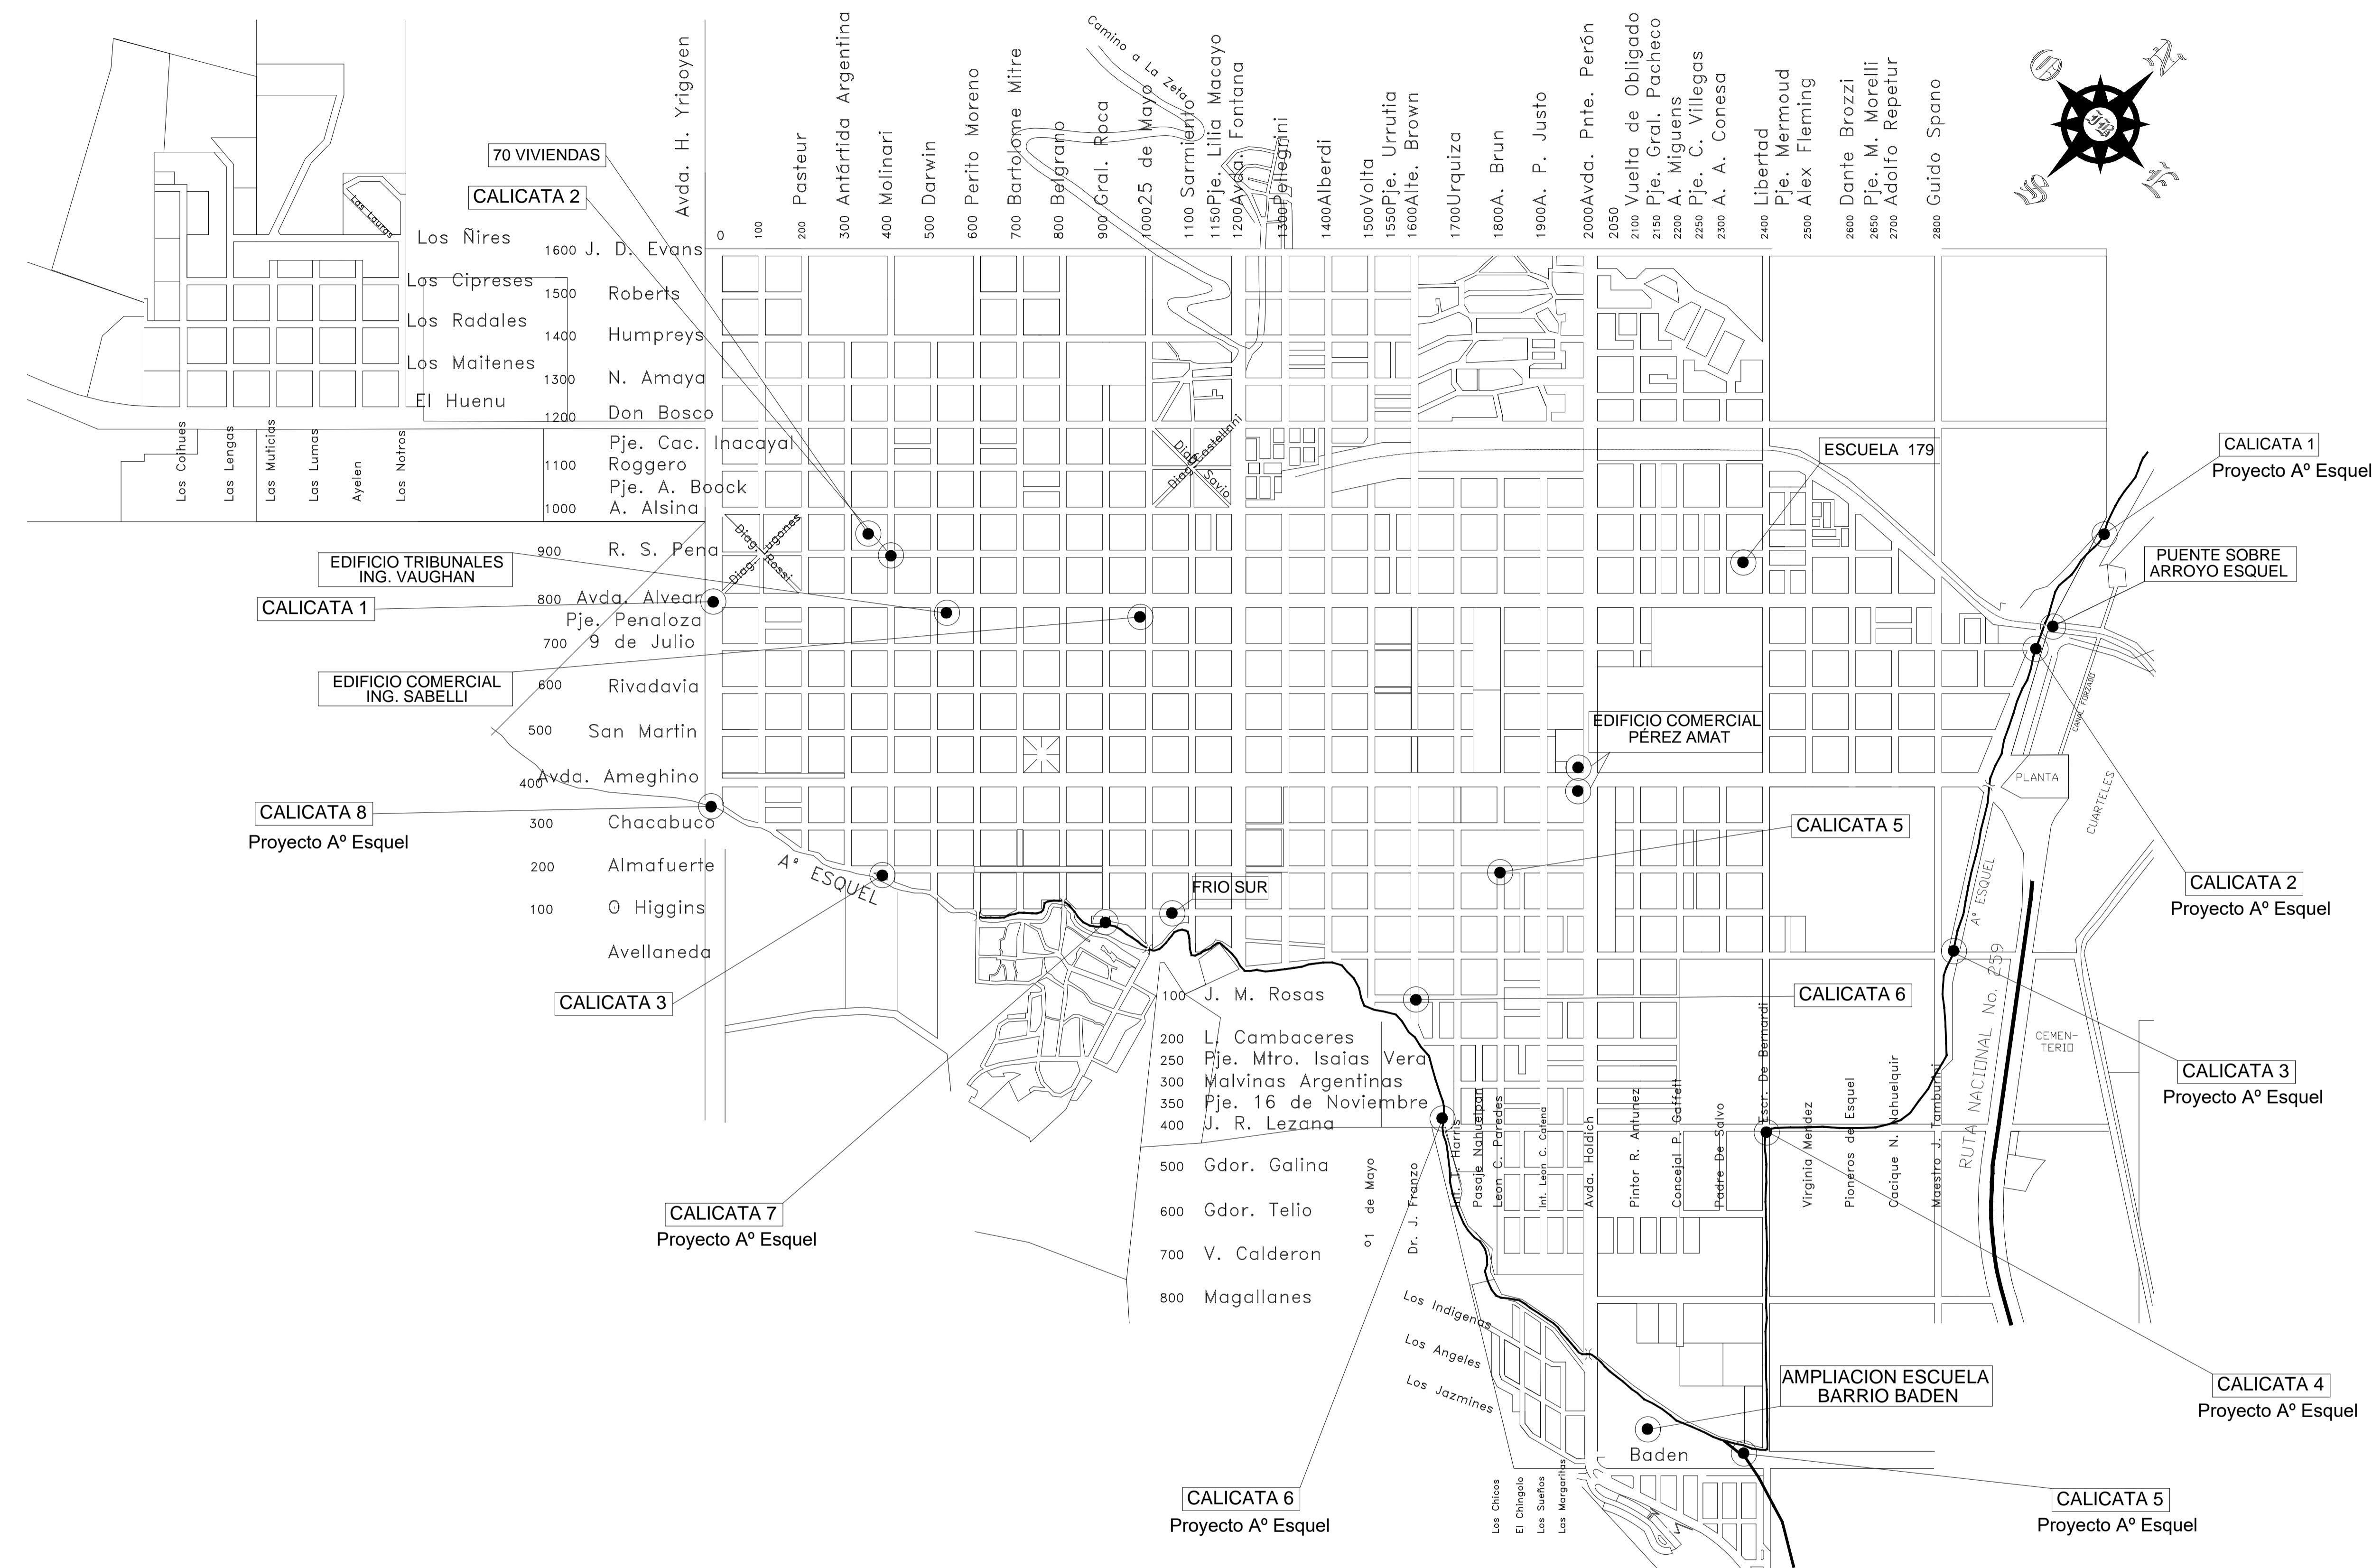 Camino a La Zeta
Avda. H. Yrigoyen
Pasteur
Antártida Argentina
Molinari
Darwin
Perito Moreno
Bartolome Mitre
Belgrano
Gral. Roca
25 de Mayo
Sarmiento
Pje. Lilia Macayo
Avda. Fontana
Pellegrini
Alberdi
Volta
Pje. Urrutia
Alte. Brown
Urquiza
A. Brun
A. P. Justo
Avda. Pnte. Perón
Vuelta de Obligado
Pje. Gral. Pacheco
A. Miguens
Pje. C. Villegas
A. A. Conesa
Libertad
Pje. Mermoud
Alex Fleming
Dante Brozzi
Pje. M. Morelli
Adolfo Repetur
Guido Spano
0
100
200
300
400
500
600
700
800
900
1000
1100
1150
1200
1300
1400
1500
1550
1600
1700
1800
1900
2000
2050
2100
2150
2200
2250
2300
2400
2500
2600
2650
2700
2800
N
O
S
E
70 VIVIENDAS
CALICATA 2
Las Lauras
Los Ñires
Los Cipreses
Los Radales
Los Maitenes
El Huenu
Los Coihues
Las Lengas
Las Muticias
Las Lumas
Ayelen
Los Notros
1600 J. D. Evans
1500 Roberts
1400 Humpreys
1300 N. Amaya
1200 Don Bosco
Pje. Cac. Inacayal
1100 Roggero
Pje. A. Boock
1000 A. Alsina
900 R. S. Pena
800 Avda. Alvear
Pje. Penaloza
700 9 de Julio
600 Rivadavia
500 San Martin
400 Avda. Ameghino
300 Chacabuco
200 Almafuerte
100 O Higgins
Avellaneda
Diag. Lugones
Diag. Rossi
Diag. Castellani
Diag. Savio
EDIFICIO TRIBUNALES
ING. VAUGHAN
CALICATA 1
EDIFICIO COMERCIAL
ING. SABELLI
CALICATA 8
Proyecto Aº Esquel
CALICATA 3
Aº ESQUEL
FRIO SUR
CALICATA 7
Proyecto Aº Esquel
ESCUELA 179
CALICATA 1
Proyecto Aº Esquel
PUENTE SOBRE
ARROYO ESQUEL
EDIFICIO COMERCIAL
PÉREZ AMAT
CANAL FORZADO
PLANTA
CUARTELES
CALICATA 5
CALICATA 2
Proyecto Aº Esquel
Aº ESQUEL
CALICATA 6
RUTA NACIONAL No. 259
CEMEN-
TERIO
CALICATA 3
Proyecto Aº Esquel
100 J. M. Rosas
200 L. Cambaceres
250 Pje. Mtro. Isaias Vera
300 Malvinas Argentinas
350 Pje. 16 de Noviembre
400 J. R. Lezana
500 Gdor. Galina
600 Gdor. Telio
700 V. Calderon
800 Magallanes
01 de Mayo
Dr. J. Franzo
Int. T. Harris
Pasaje Nahuelpan
Leon C. Paredes
Int. Leon C. Catena
Avda. Holdich
Pintor R. Antunez
Concejal P. Gaffett
Padre De Salvo
Escr. De Bernardi
Virginia Mendez
Pioneros de Esquel
Cacique N. Nahuelquir
Maestro J. Tamburini
Los Indigenas
Los Angeles
Los Jazmines
AMPLIACION ESCUELA
BARRIO BADEN
Baden
CALICATA 4
Proyecto Aº Esquel
CALICATA 6
Proyecto Aº Esquel
CALICATA 5
Proyecto Aº Esquel
Los Chicos
El Chingolo
Los Sueños
Las Margaritas